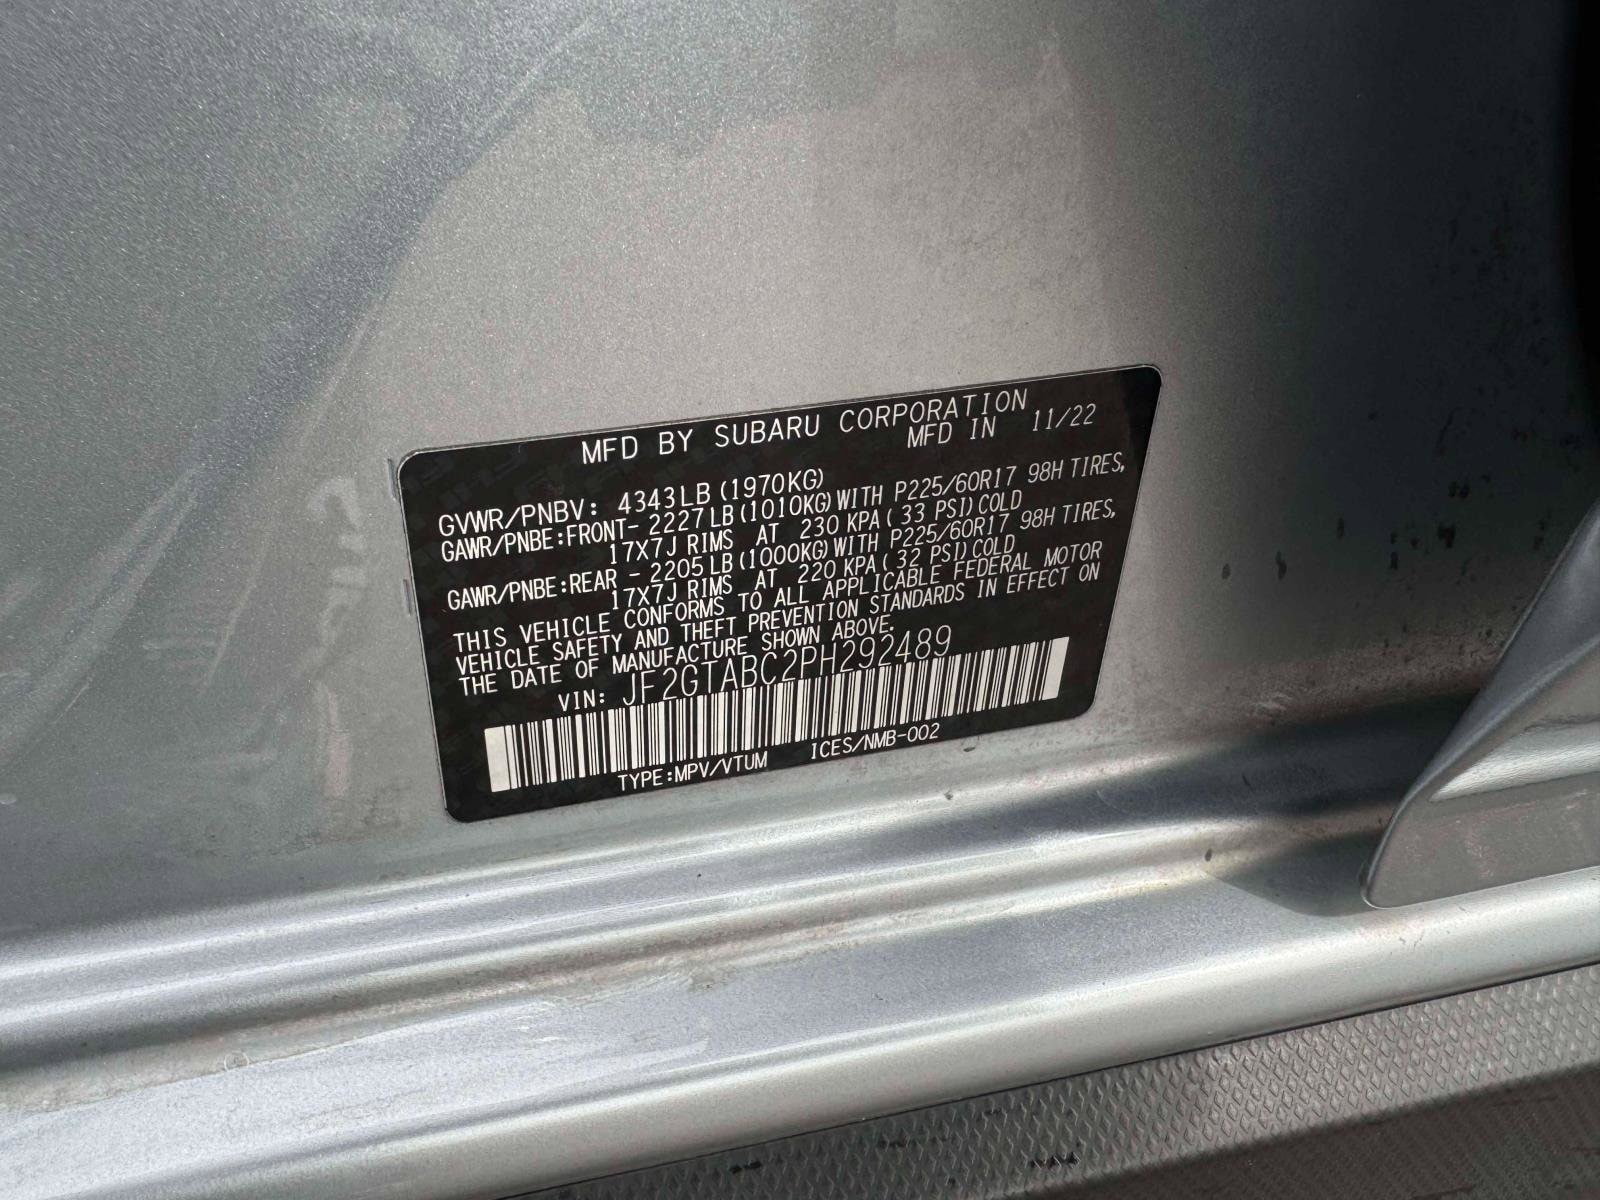 MFD BY SUBARU CORPORATION
MFD IN 11/22
GVWR/PNBV: 4343LB(1970KG)
GAWR/PNBE:FRONT- 2227LB(1010KG)WITH P225/60R17 98H TIRES,
17X7J RIMS AT 230 KPA( 33 PSI)COLD
GAWR/PNBE:REAR - 2205LB(1000KG)WITH P225/60R17 98H TIRES,
17X7J RIMS AT 220 KPA( 32 PSI)COLD
THIS VEHICLE CONFORMS TO ALL APPLICABLE FEDERAL MOTOR
VEHICLE SAFETY AND THEFT PREVENTION STANDARDS IN EFFECT ON
THE DATE OF MANUFACTURE SHOWN ABOVE.
VIN: JF2GTABC2PH292489
TYPE:MPV/VTUM ICES/NMB-002